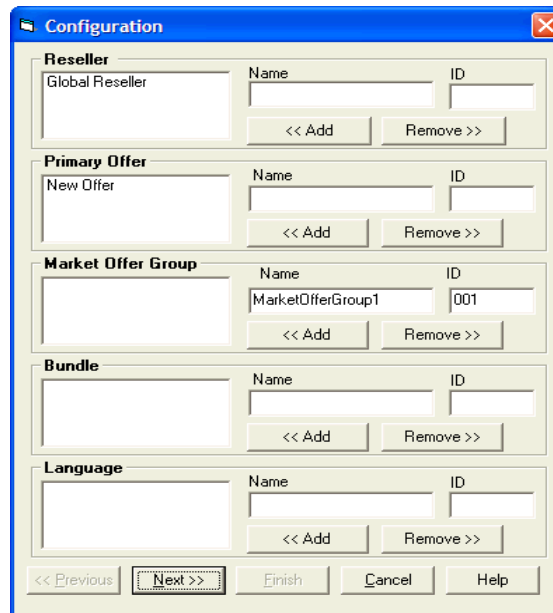 Configuration
Reseller
Global Reseller
Name ID
<< Add Remove >>
Primary Offer
New Offer
Name ID
<< Add Remove >>
Market Offer Group
Name ID
MarketOfferGroup1 001
<< Add Remove >>
Bundle
Name ID
<< Add Remove >>
Language
Name ID
<< Add Remove >>
<< Previous Next >> Finish Cancel Help